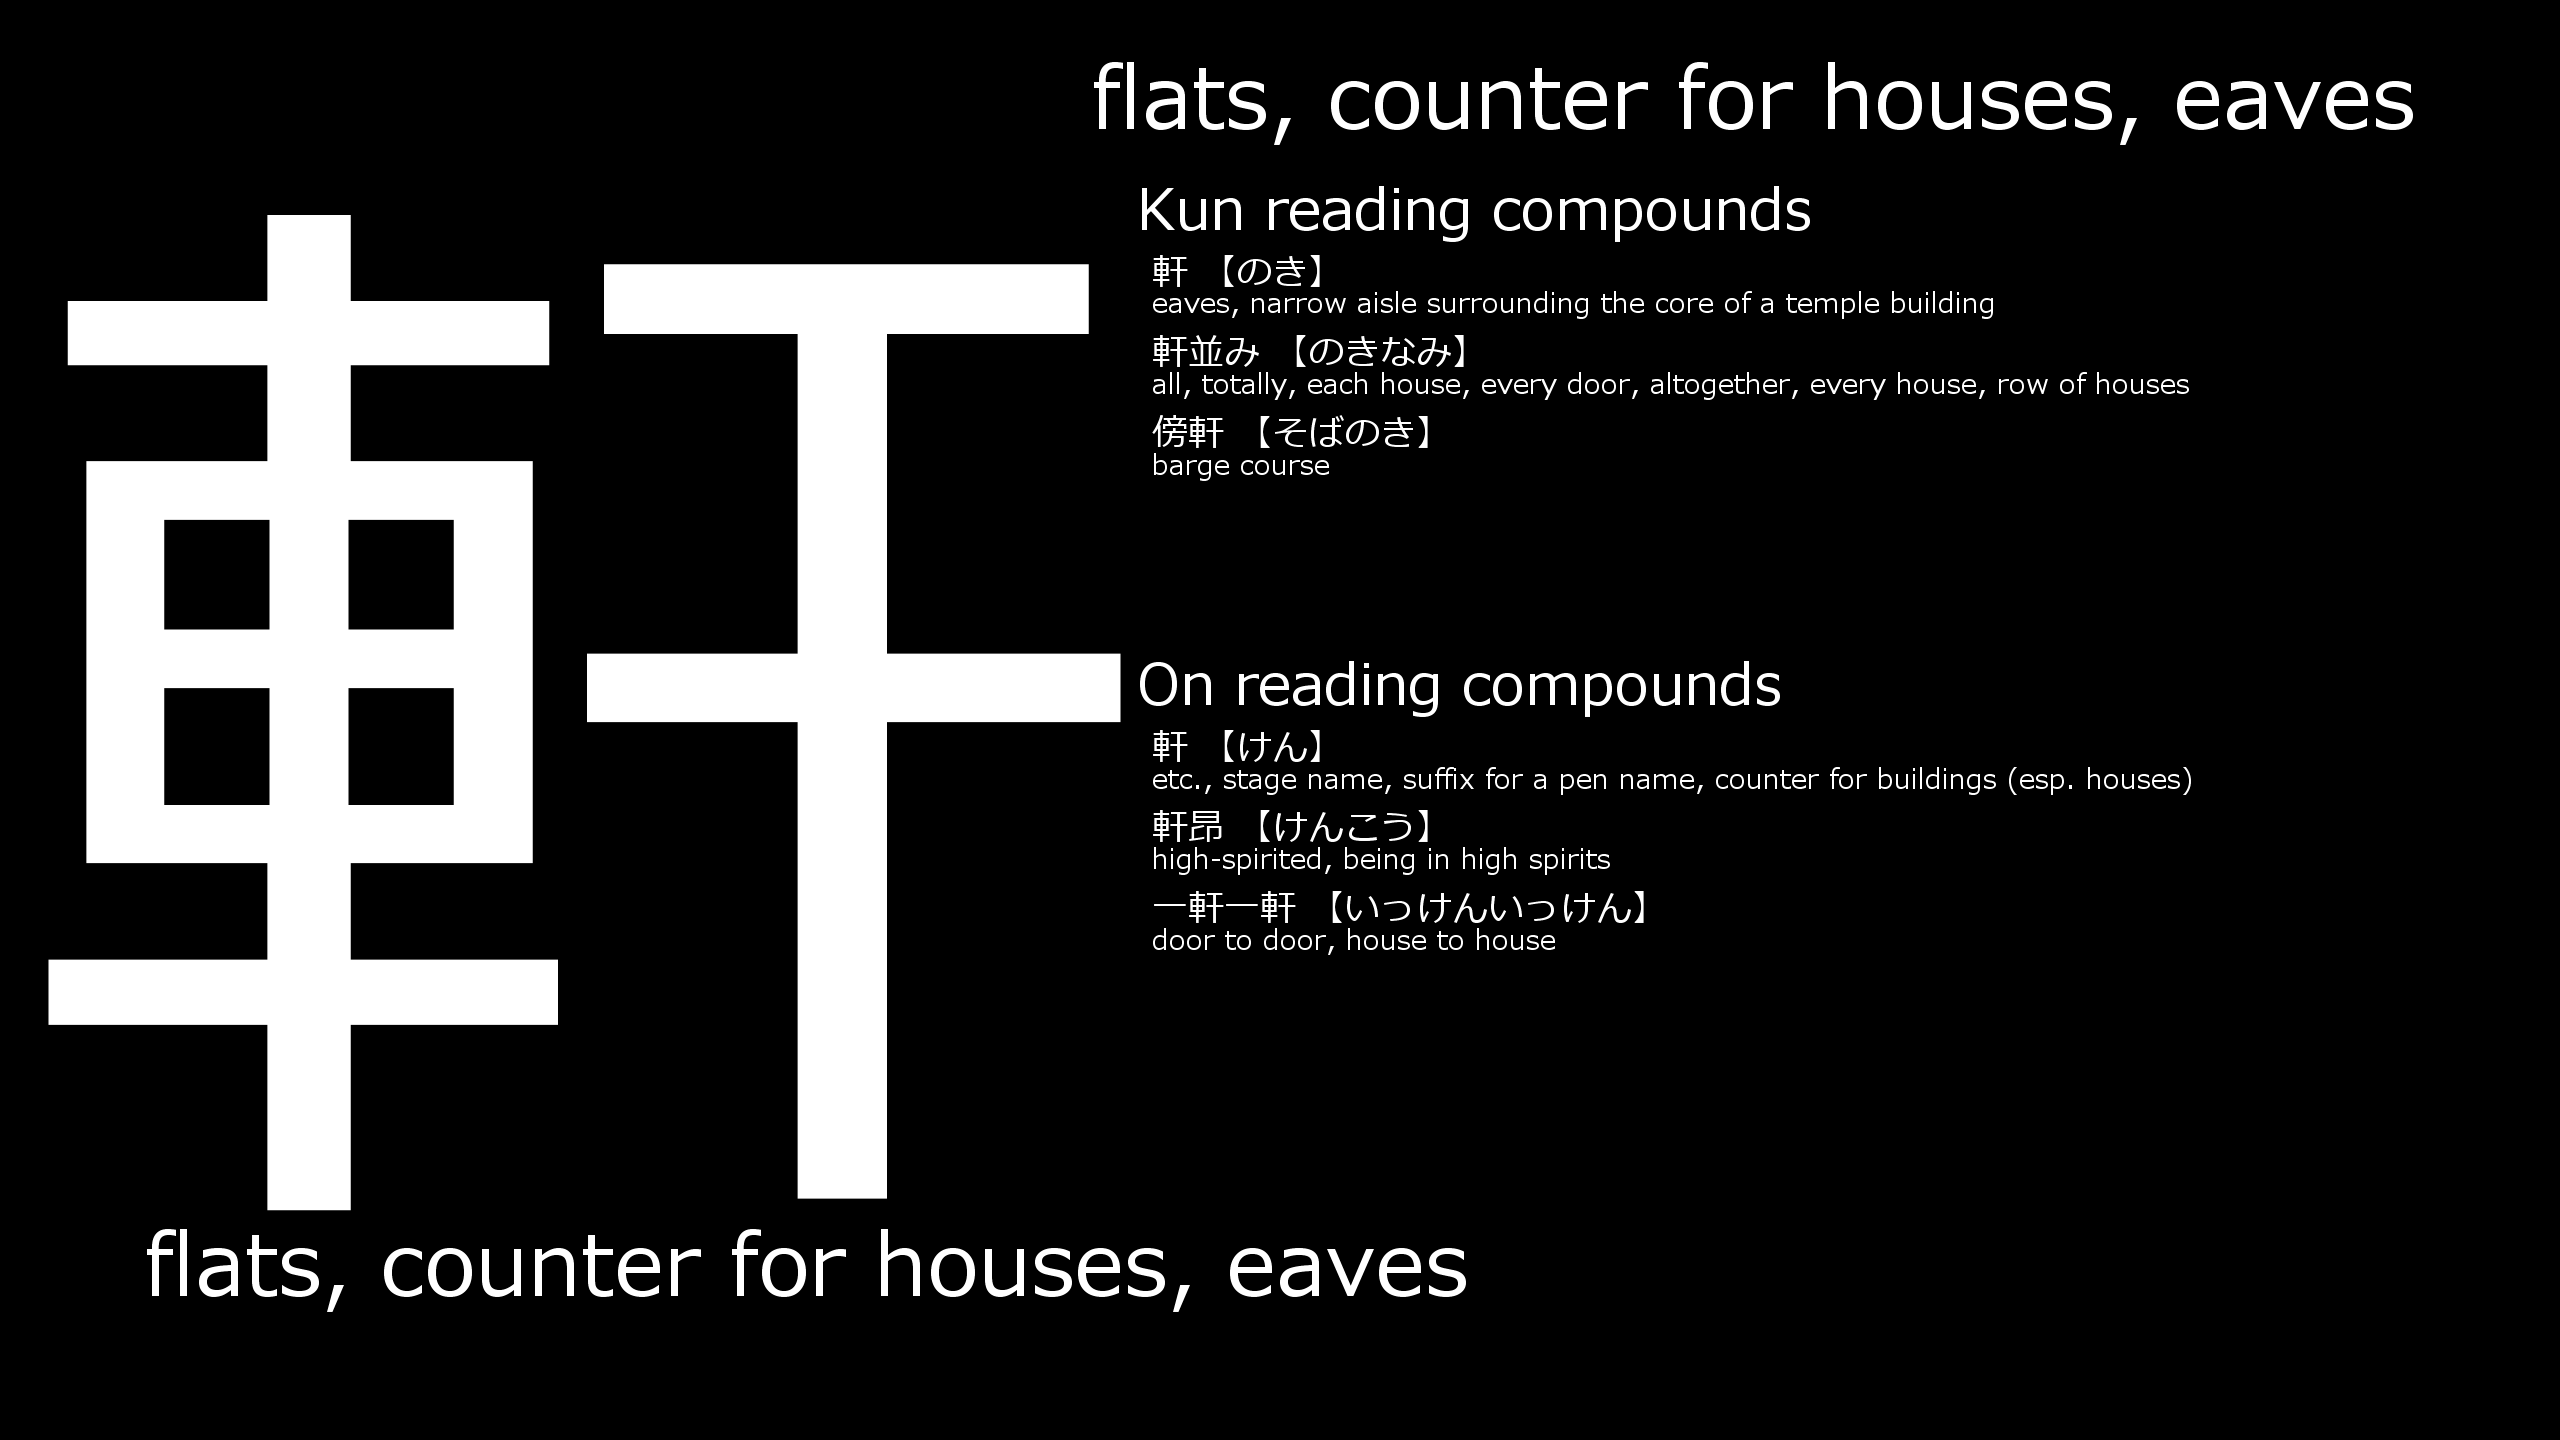 flats, counter for houses, eaves
軒
Kun reading compounds
軒 【のき】
eaves, narrow aisle surrounding the core of a temple building
軒並み 【のきなみ】
all, totally, each house, every door, altogether, every house, row of houses
傍軒 【そばのき】
barge course
On reading compounds
軒 【けん】
etc., stage name, suffix for a pen name, counter for buildings (esp. houses)
軒昂 【けんこう】
high-spirited, being in high spirits
一軒一軒 【いっけんいっけん】
door to door, house to house
flats, counter for houses, eaves